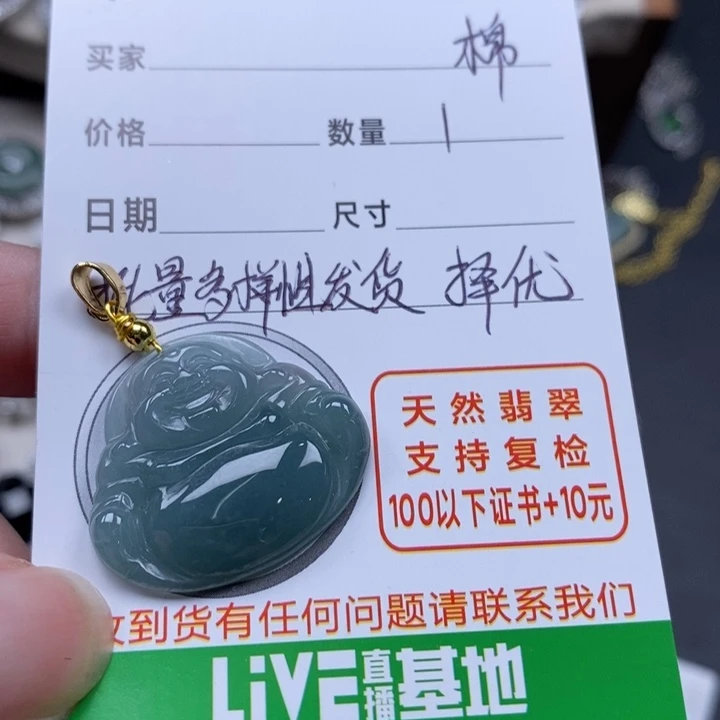 买家 棉
价格 数量 1
日期 尺寸
批量多样性发货 择优
天然翡翠
支持复检
100以下证书+10元
收到货有任何问题请联系我们
LiVE直播基地